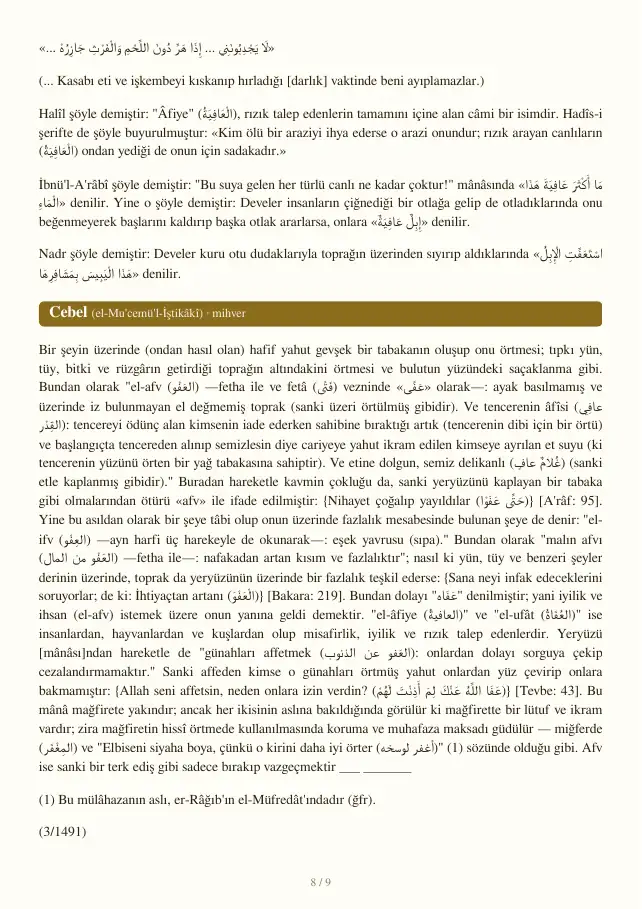 «لَا يَجْدِبُونَنِي ... إِذَا هَرَّ دُونَ اللَّحْمِ وَالْفَرْثِ جَازِرُهْ ...»
(... Kasabı eti ve işkembeyi kıskanıp hırladığı [darlık] vaktinde beni ayıplamazlar.)
Halîl şöyle demiştir: "Âfiye" (الْعَافِيَةُ), rızık talep edenlerin tamamını içine alan câmi bir isimdir. Hadîs-i
şerifte de şöyle buyurulmuştur: «Kim ölü bir araziyi ihya ederse o arazi onundur; rızık arayan canlıların
(الْعَافِيَةُ) ondan yediği de onun için sadakadır.»
İbnü'l-A'râbî şöyle demiştir: "Bu suya gelen her türlü canlı ne kadar çoktur!" mânâsında «مَا أَكْثَرَ عَافِيَةَ هَذَا
الْمَاءِ» denilir. Yine o şöyle demiştir: Develer insanların çiğnediği bir otlağa gelip de otladıklarında onu
beğenmeyerek başlarını kaldırıp başka otlak ararlarsa, onlara «إِبِلٌ عَافِيَةٌ» denilir.
Nadr şöyle demiştir: Develer kuru otu dudaklarıyla toprağın üzerinden sıyırıp aldıklarında «اسْتَعْفَتِ الْإِبِلُ
هَذَا الْيَبِيسَ بِمَشَافِرِهَا» denilir.
Cebel (el-Mu'cemü'l-İştikâkî) · mihver
Bir şeyin üzerinde (ondan hasıl olan) hafif yahut gevşek bir tabakanın oluşup onu örtmesi; tıpkı yün,
tüy, bitki ve rüzgârın getirdiği toprağın altındakini örtmesi ve bulutun yüzündeki saçaklanma gibi.
Bundan olarak "el-afv (العَفْو) —fetha ile ve fetâ (فَتًى) vezninde «عَفًى» olarak—: ayak basılmamış ve
üzerinde iz bulunmayan el değmemiş toprak (sanki üzeri örtülmüş gibidir). Ve tencerenin âfîsi (عافِي
القِدْر): tencereyi ödünç alan kimsenin iade ederken sahibine bıraktığı artık (tencerenin dibi için bir örtü)
ve başlangıçta tencereden alınıp semizlesin diye cariyeye yahut ikram edilen kimseye ayrılan et suyu (ki
tencerenin yüzünü örten bir yağ tabakasına sahiptir). Ve etine dolgun, semiz delikanlı (غُلَامٌ عافٍ) (sanki
etle kaplanmış gibidir)." Buradan hareketle kavmin çokluğu da, sanki yeryüzünü kaplayan bir tabaka
gibi olmalarından ötürü «afv» ile ifade edilmiştir: {Nihayet çoğalıp yayıldılar (حَتَّى عَفَوْا)} [A'râf: 95].
Yine bu asıldan olarak bir şeye tâbi olup onun üzerinde fazlalık mesabesinde bulunan şeye de denir: "el-
ifv (العِفْو) —ayn harfi üç harekeyle de okunarak—: eşek yavrusu (sıpa)." Bundan olarak "malın afvı
(العَفْو من المال) —fetha ile—: nafakadan artan kısım ve fazlalıktır"; nasıl ki yün, tüy ve benzeri şeyler
derinin üzerinde, toprak da yeryüzünün üzerinde bir fazlalık teşkil ederse: {Sana neyi infak edeceklerini
soruyorlar; de ki: İhtiyaçtan artanı (العَفْوَ)} [Bakara: 219]. Bundan dolayı "عَفَاه" denilmiştir; yani iyilik ve
ihsan (el-afv) istemek üzere onun yanına geldi demektir. "el-âfiye (العافية)" ve "el-ufât (العُفَاةُ)" ise
insanlardan, hayvanlardan ve kuşlardan olup misafirlik, iyilik ve rızık talep edenlerdir. Yeryüzü
[mânâsı]ndan hareketle de "günahları affetmek (العَفو عن الذنوب): onlardan dolayı sorguya çekip
cezalandırmamaktır." Sanki affeden kimse o günahları örtmüş yahut onlardan yüz çevirip onlara
bakmamıştır: {Allah seni affetsin, neden onlara izin verdin? (عَفَا اللَّهُ عَنْكَ لِمَ أَذِنْتَ لَهُمْ)} [Tevbe: 43]. Bu
mânâ mağfirete yakındır; ancak her ikisinin aslına bakıldığında görülür ki mağfirette bir lütuf ve ikram
vardır; zira mağfiretin hissî örtmede kullanılmasında koruma ve muhafaza maksadı güdülür — miğferde
(المِغْفَر) ve "Elbiseni siyaha boya, çünkü o kirini daha iyi örter (أغفر لوسخه)" (1) sözünde olduğu gibi. Afv
ise sanki bir terk ediş gibi sadece bırakıp vazgeçmektir ___ _______
(1) Bu mülâhazanın aslı, er-Râğıb'ın el-Müfredât'ındadır (ğfr).
(3/1491)
8 / 9